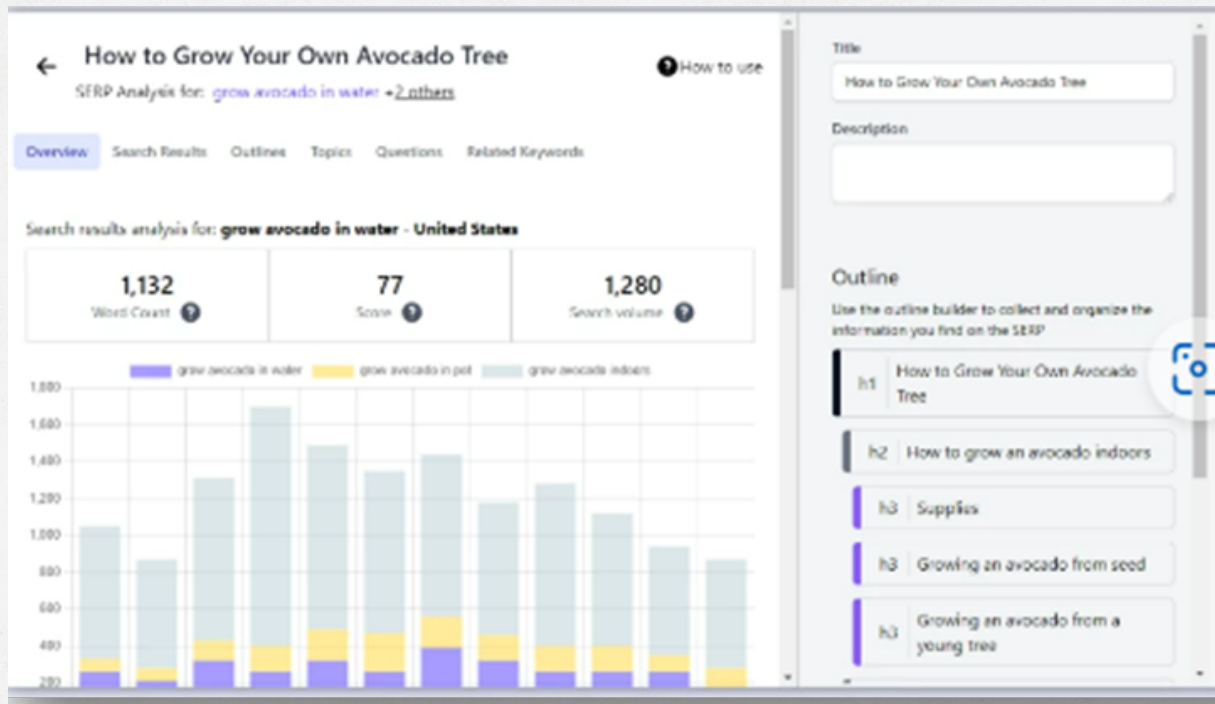 How to Grow Your Own Avocado Tree
How to use
SERP Analysis for: grow avocado in water +2 others
Overview Search Results Outlines Topics Questions Related Keywords
Search results analysis for: grow avocado in water - United States
1,132 77 1,280
Word Count Score Search volume
grow avocado in water grow avocado in pot grow avocado indoors
1,800
1,600
1,400
1,200
1,000
800
600
400
200
Title
How to Grow Your Own Avocado Tree
Description
Outline
Use the outline builder to collect and organize the
information you find on the SERP
h1 How to Grow Your Own Avocado
Tree
h2 How to grow an avocado indoors
h3 Supplies
h3 Growing an avocado from seed
h3 Growing an avocado from a
young tree